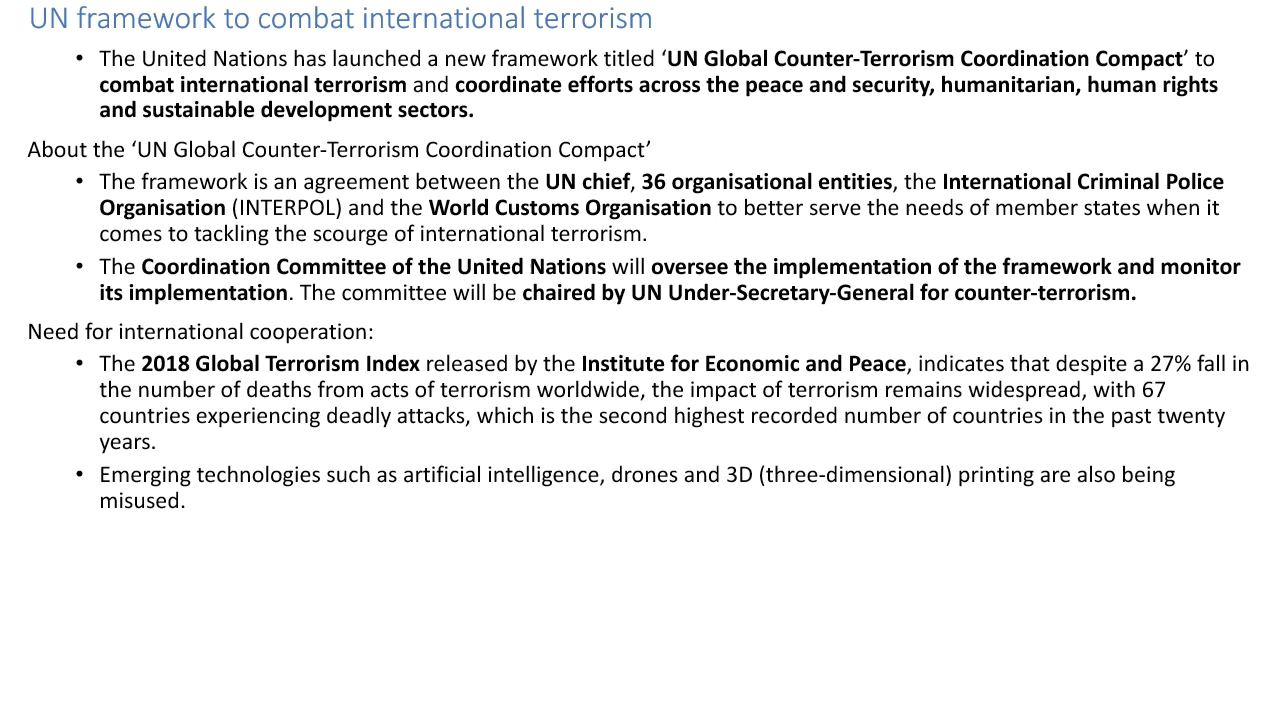 UN framework to combat international terrorism
• The United Nations has launched a new framework titled ‘UN Global Counter-Terrorism Coordination Compact’ to
combat international terrorism and coordinate efforts across the peace and security, humanitarian, human rights
and sustainable development sectors.
About the ‘UN Global Counter-Terrorism Coordination Compact’
• The framework is an agreement between the UN chief, 36 organisational entities, the International Criminal Police
Organisation (INTERPOL) and the World Customs Organisation to better serve the needs of member states when it
comes to tackling the scourge of international terrorism.
• The Coordination Committee of the United Nations will oversee the implementation of the framework and monitor
its implementation. The committee will be chaired by UN Under-Secretary-General for counter-terrorism.
Need for international cooperation:
• The 2018 Global Terrorism Index released by the Institute for Economic and Peace, indicates that despite a 27% fall in
the number of deaths from acts of terrorism worldwide, the impact of terrorism remains widespread, with 67
countries experiencing deadly attacks, which is the second highest recorded number of countries in the past twenty
years.
• Emerging technologies such as artificial intelligence, drones and 3D (three-dimensional) printing are also being
misused.